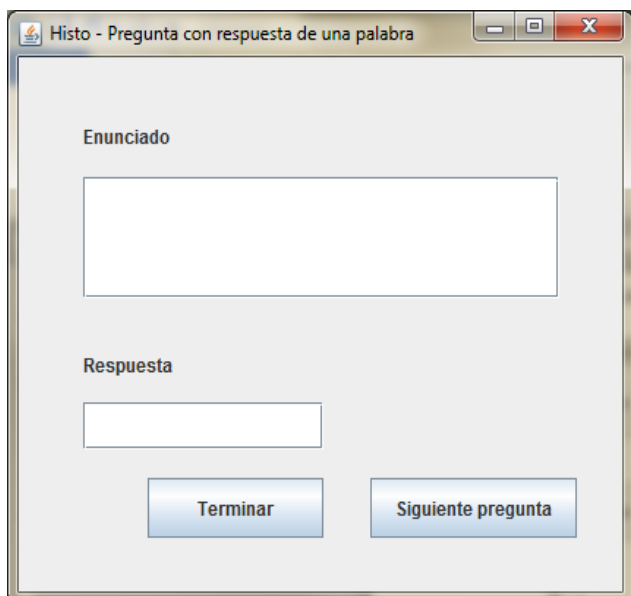 Histo - Pregunta con respuesta de una palabra
Enunciado
Respuesta
Terminar
Siguiente pregunta